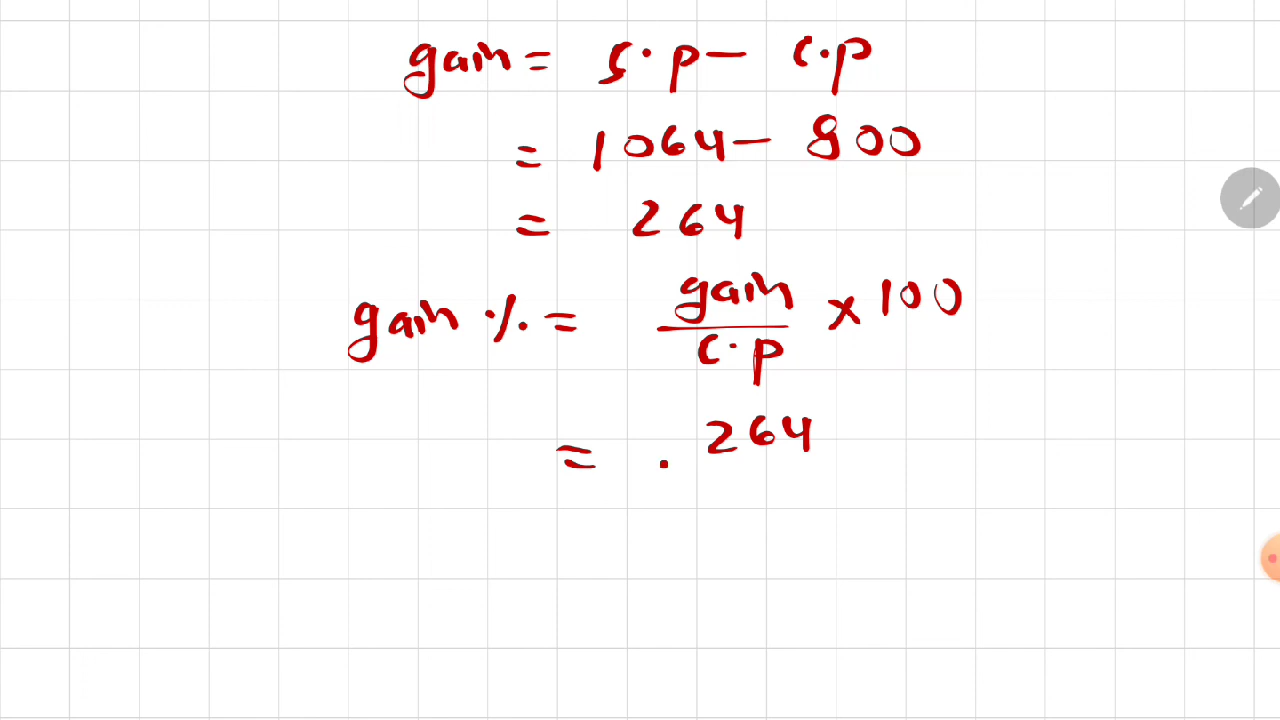 gain = S.P - C.P
= 1064 - 800
= 264
gain % = gain / C.P × 100
= . 264